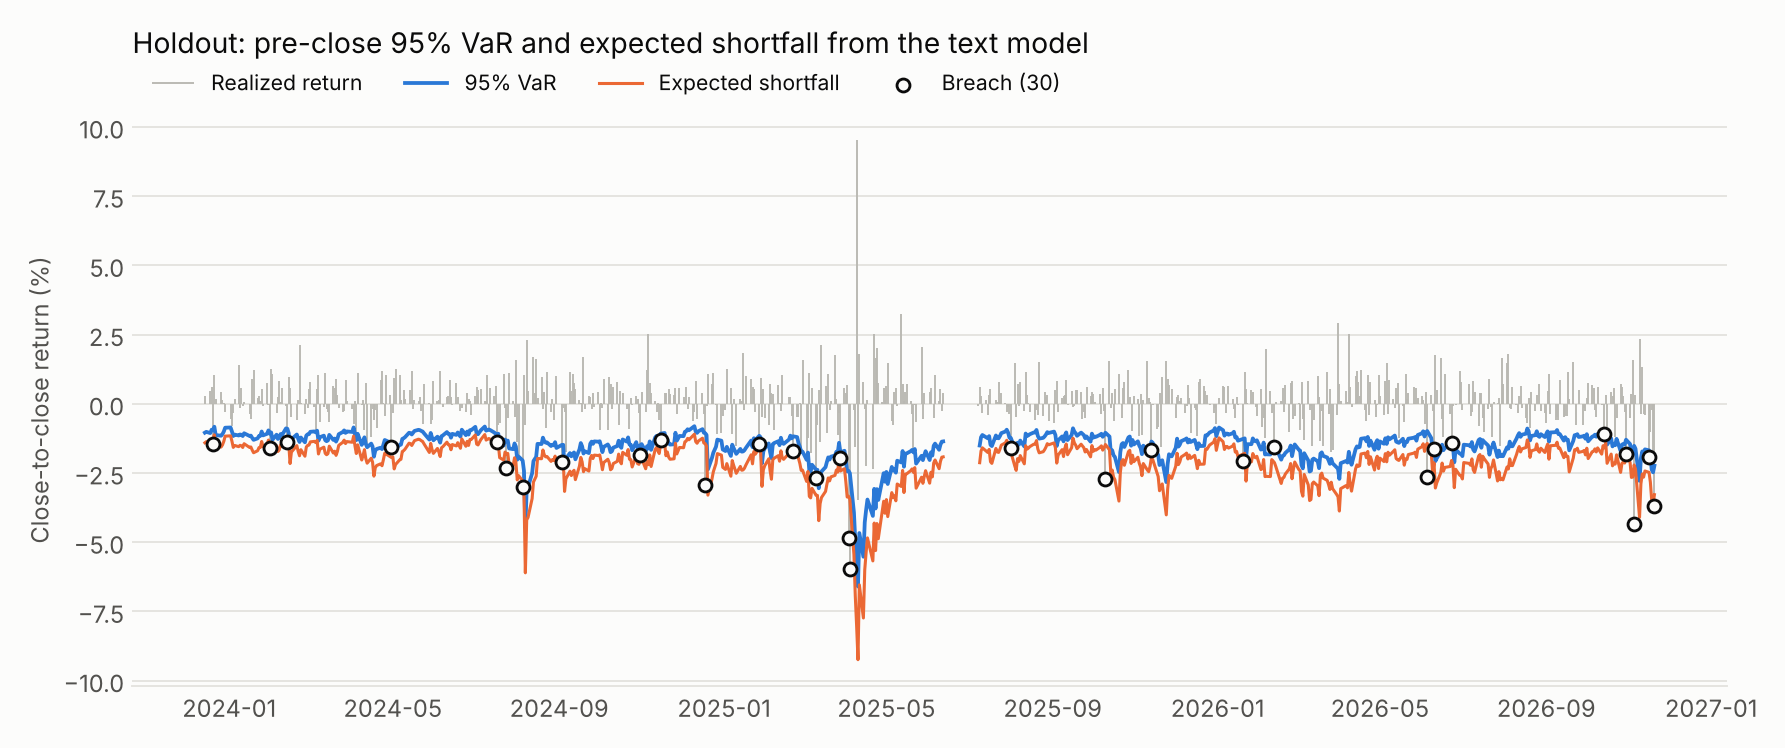 Holdout: pre-close 95% VaR and expected shortfall from the text model
Realized return 95% VaR Expected shortfall Breach (30)
Close-to-close return (%)
10.0
7.5
5.0
2.5
0.0
−2.5
−5.0
−7.5
−10.0
2024-01 2024-05 2024-09 2025-01 2025-05 2025-09 2026-01 2026-05 2026-09 2027-01